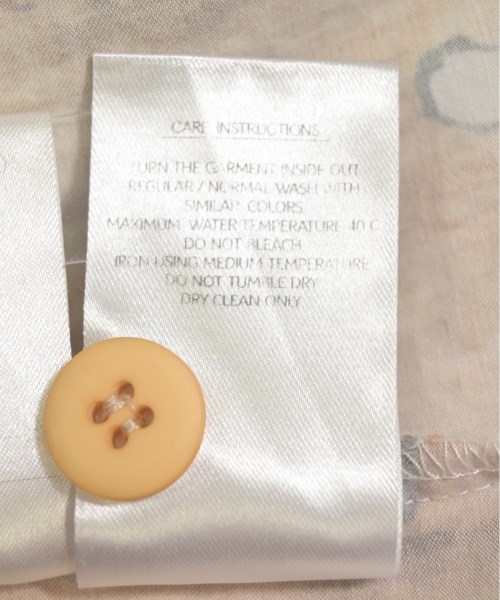 CARE INSTRUCTIONS
TURN THE GARMENT INSIDE OUT
REGULAR / NORMAL WASH WITH
SIMILAR COLORS
MAXIMUM WATER TEMPERATURE 40 C
DO NOT BLEACH
IRON USING MEDIUM TEMPERATURE
DO NOT TUMBLE DRY
DRY CLEAN ONLY